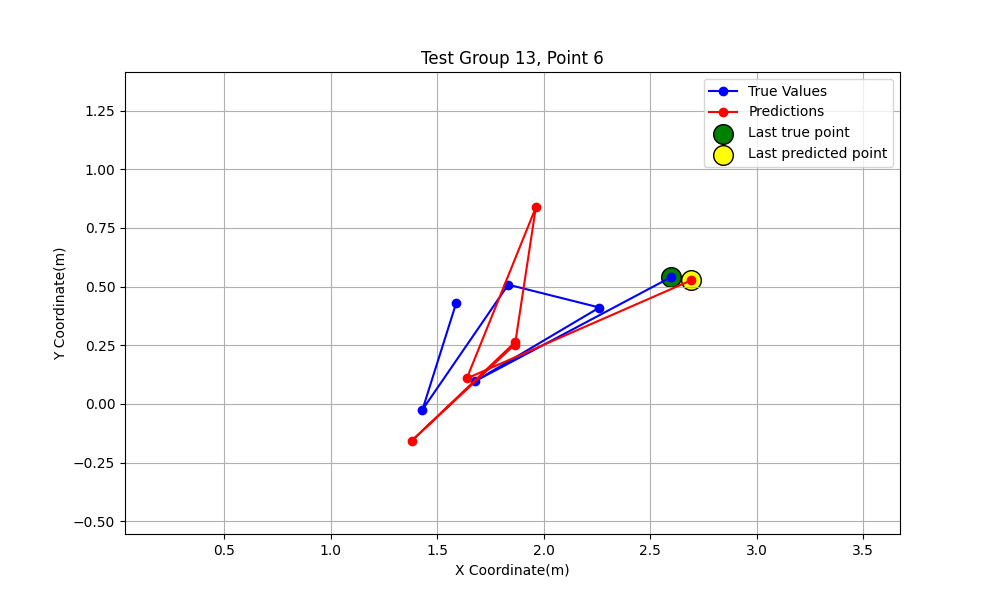 Test Group 13, Point 6
True Values
Predictions
Last true point
Last predicted point
1.25
1.00
0.75
0.50
0.25
0.00
−0.25
−0.50
Y Coordinate(m)
0.5 1.0 1.5 2.0 2.5 3.0 3.5
X Coordinate(m)